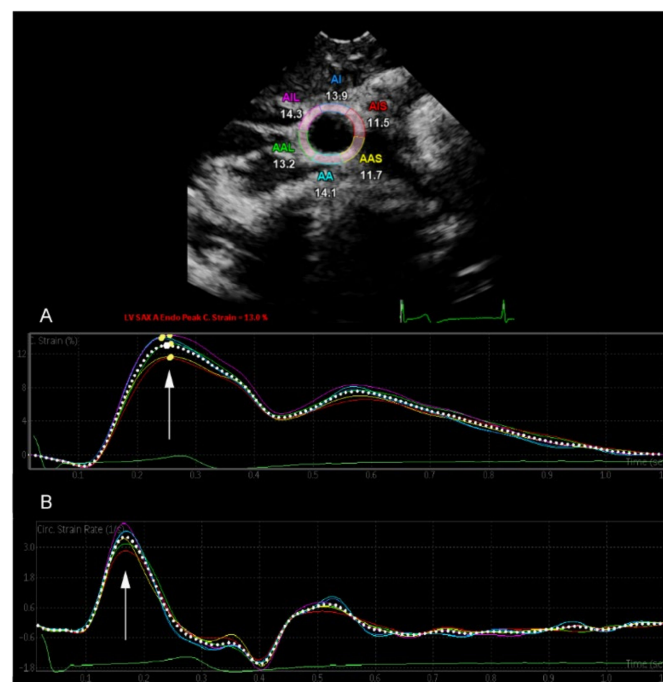 AI
13.9
AIL
14.3
AIS
11.5
AAL
13.2
AAS
11.7
AA
14.1
A
LV SAX A Endo Peak C. Strain = 13.0 %
C. Strain (%)
12
8
4
0
Time (sec
0.1 0.2 0.3 0.4 0.5 0.6 0.7 0.8 0.9 1.0
B
Circ. Strain Rate (1/s)
3.0
1.8
0.6
-0.6
-1.8
Time (sec
0.1 0.2 0.3 0.4 0.5 0.6 0.7 0.8 0.9 1.0